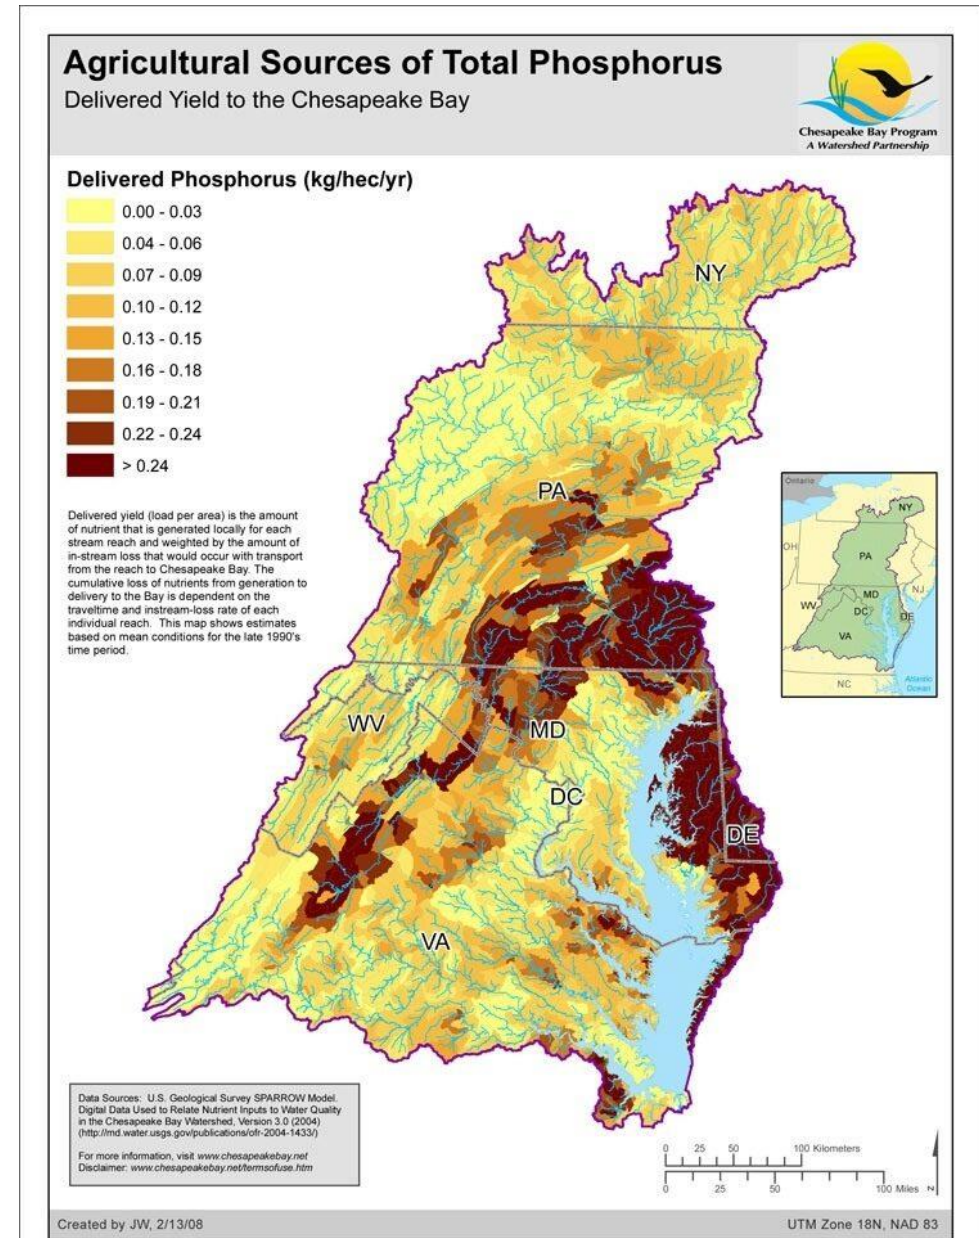 Agricultural Sources of Total Phosphorus
Delivered Yield to the Chesapeake Bay
Chesapeake Bay Program
A Watershed Partnership
Delivered Phosphorus (kg/hec/yr)
0.00 - 0.03
0.04 - 0.06
0.07 - 0.09
0.10 - 0.12
0.13 - 0.15
0.16 - 0.18
0.19 - 0.21
0.22 - 0.24
> 0.24
Delivered yield (load per area) is the amount
of nutrient that is generated locally for each
stream reach and weighted by the amount of
in-stream loss that would occur with transport
from the reach to Chesapeake Bay. The
cumulative loss of nutrients from generation to
delivery to the Bay is dependent on the
traveltime and instream-loss rate of each
individual reach. This map shows estimates
based on mean conditions for the late 1990's
time period.
NY
PA
WV
MD
DC
DE
VA
Ontario
NY
PA
OH
NJ
MD
WV
DC
DE
VA
NC
Atlantic
Ocean
Data Sources: U.S. Geological Survey SPARROW Model.
Digital Data Used to Relate Nutrient Inputs to Water Quality
in the Chesapeake Bay Watershed, Version 3.0 (2004)
(http://md.water.usgs.gov/publications/ofr-2004-1433/)
For more information, visit www.chesapeakebay.net
Disclaimer: www.chesapeakebay.net/termsofuse.htm
0 25 50 100 Kilometers
0 25 50 100 Miles
N
Created by JW, 2/13/08
UTM Zone 18N, NAD 83